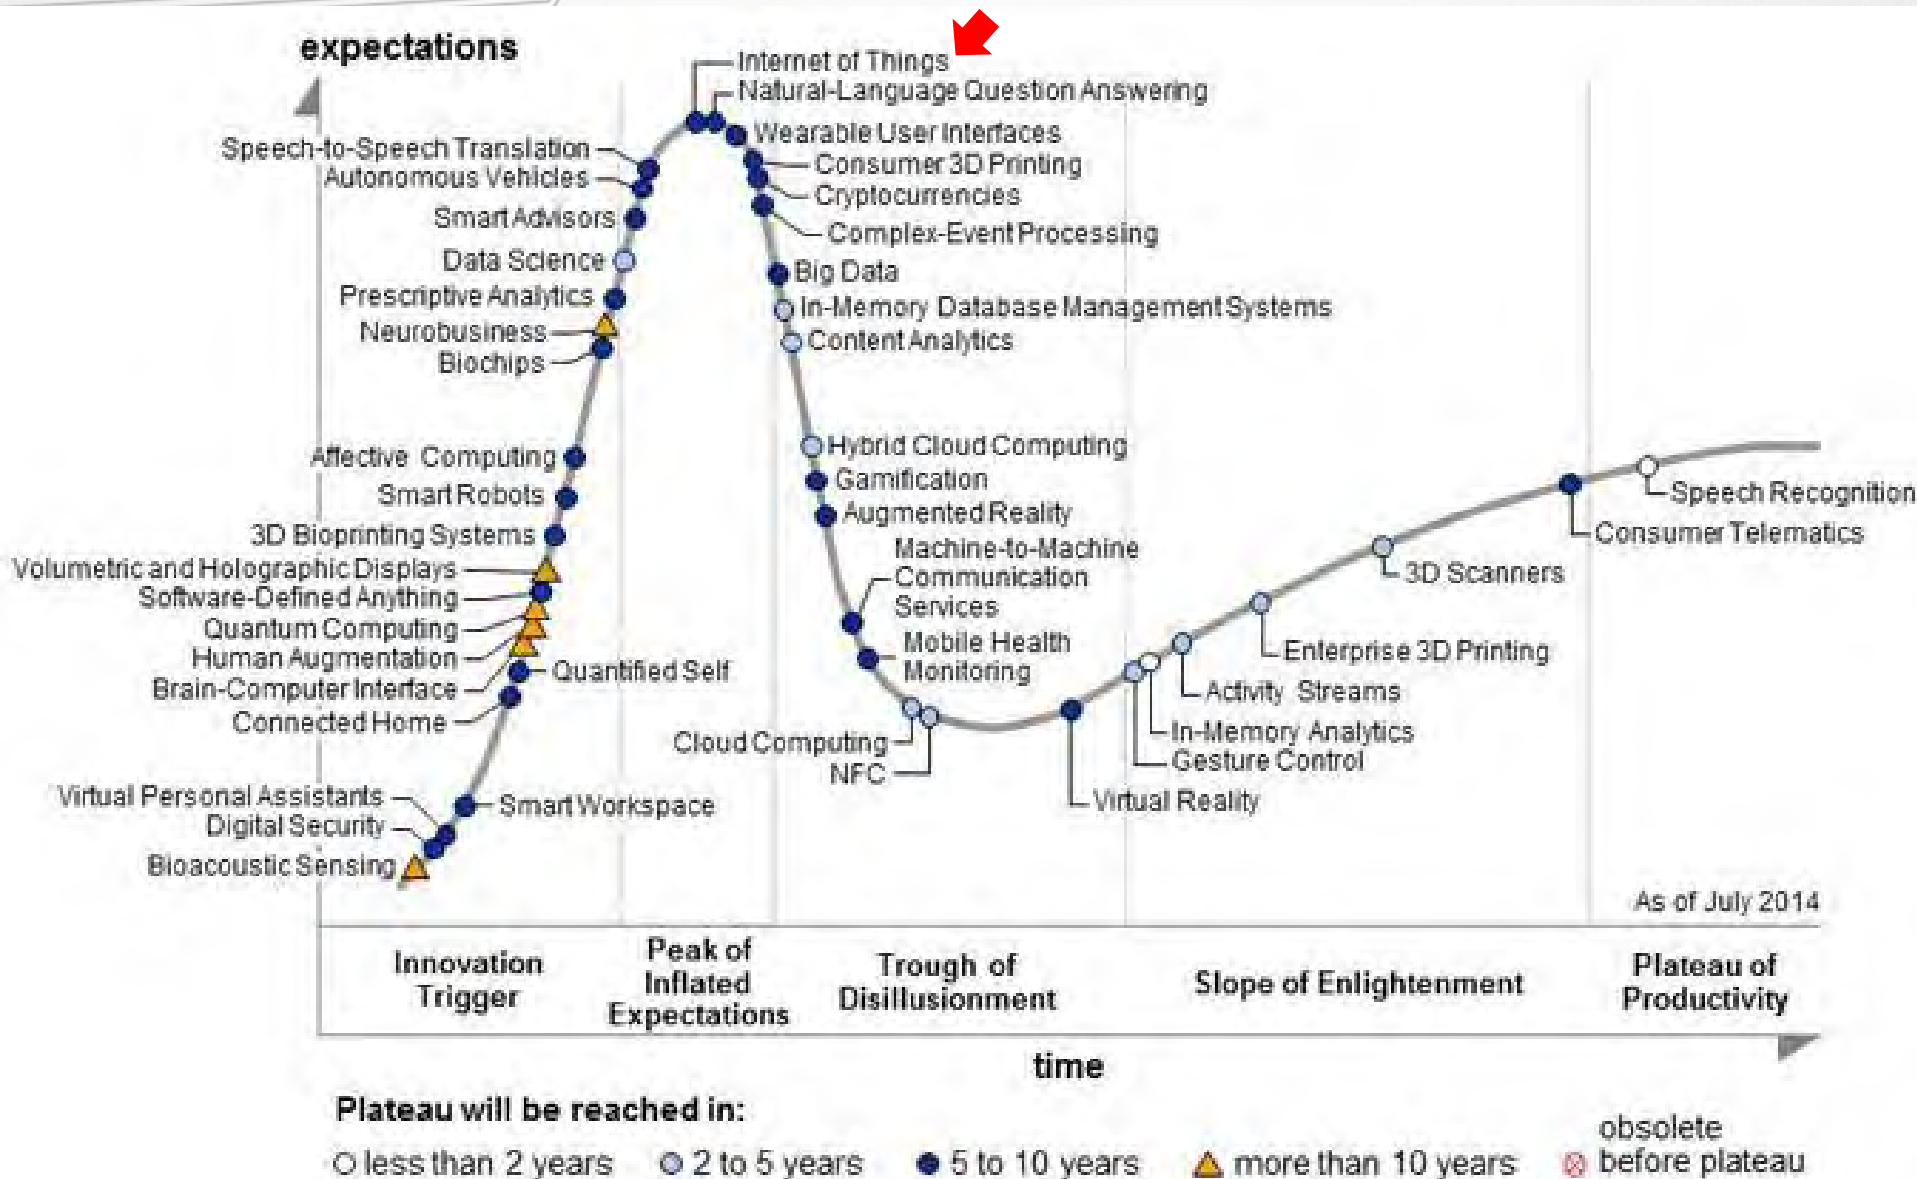 expectations
Internet of Things
Natural-Language Question Answering
Wearable User Interfaces
Speech-to-Speech Translation
Consumer 3D Printing
Autonomous Vehicles
Cryptocurrencies
Smart Advisors
Complex-Event Processing
Data Science
Big Data
Prescriptive Analytics
In-Memory Database Management Systems
Neurobusiness
Content Analytics
Biochips
Hybrid Cloud Computing
Affective Computing
Gamification
Smart Robots
Augmented Reality
3D Bioprinting Systems
Machine-to-Machine
Communication
Services
Volumetric and Holographic Displays
Software-Defined Anything
Quantum Computing
Human Augmentation
Brain-Computer Interface
Quantified Self
Connected Home
Mobile Health
Monitoring
Speech Recognition
Consumer Telematics
3D Scanners
Enterprise 3D Printing
Activity Streams
In-Memory Analytics
Gesture Control
Cloud Computing
NFC
Virtual Reality
Virtual Personal Assistants
Smart Workspace
Digital Security
Bioacoustic Sensing
As of July 2014
Innovation
Trigger
Peak of
Inflated
Expectations
Trough of
Disillusionment
Slope of Enlightenment
Plateau of
Productivity
time
Plateau will be reached in:
less than 2 years
2 to 5 years
5 to 10 years
more than 10 years
obsolete
before plateau